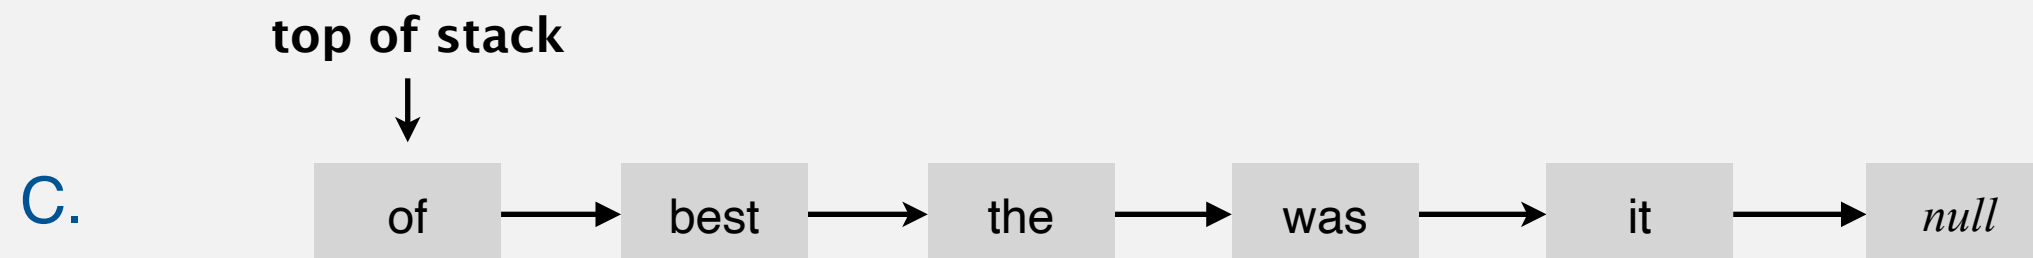 top of stack
C. of best the was it null